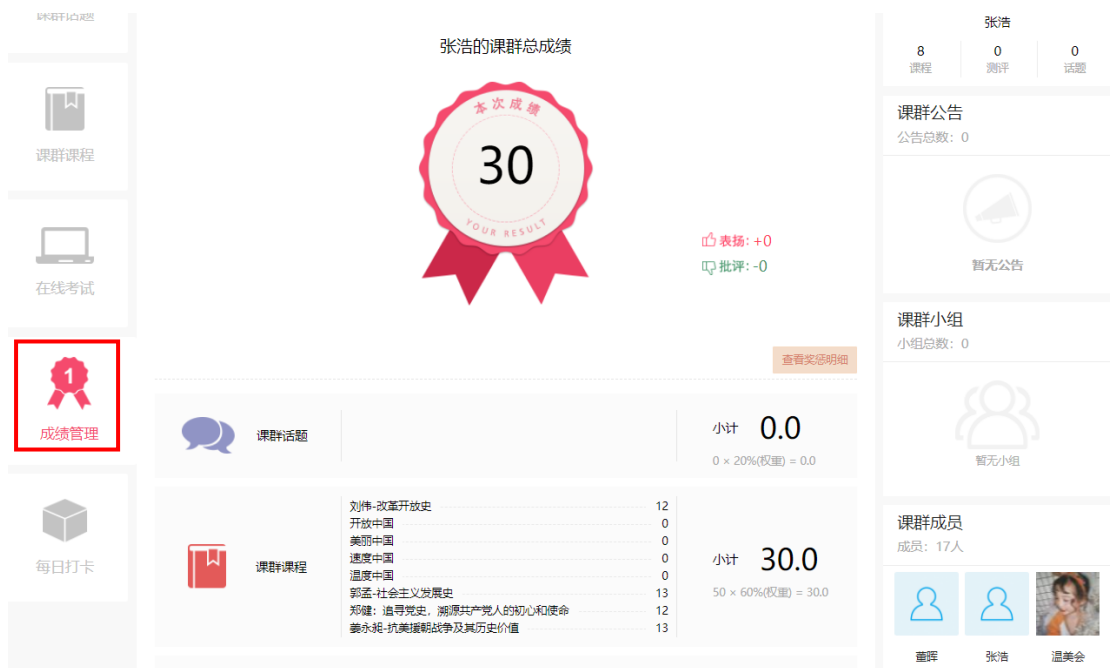 课群话题
课群课程
在线考试
1
成绩管理
每日打卡
张浩的课群总成绩
本次成绩
30
YOUR RESULT
表扬: +0
批评: -0
查看奖惩明细
课群话题
小计 0.0
0 × 20%(权重) = 0.0
课群课程
刘伟-改革开放史 12
开放中国 0
美丽中国 0
速度中国 0
温度中国 0
郭孟-社会主义发展史 13
郑健：追寻党史，溯源共产党人的初心和使命 12
姜永昶-抗美援朝战争及其历史价值 13
小计 30.0
50 × 60%(权重) = 30.0
张浩
8 0 0
课程 测评 话题
课群公告
公告总数：0
暂无公告
课群小组
小组总数：0
暂无小组
课群成员
成员：17人
董晖 张浩 温美会